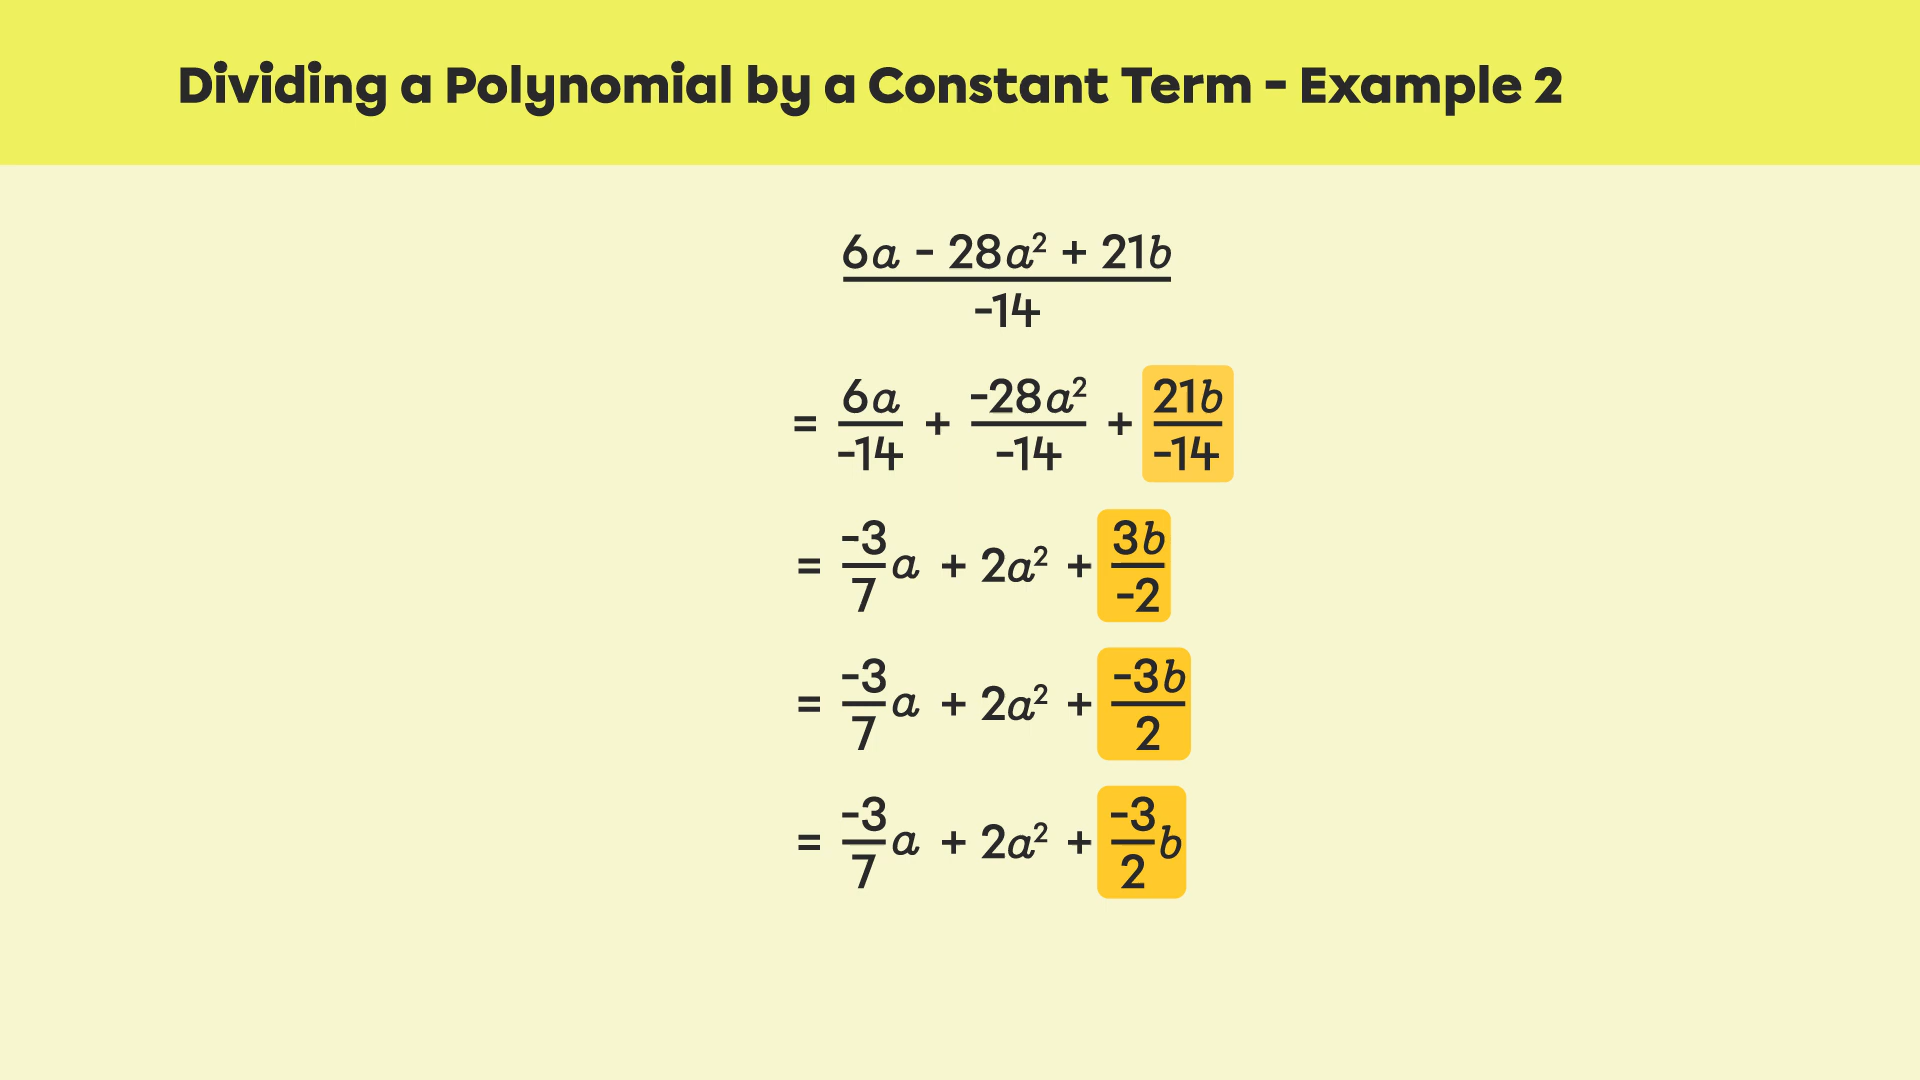 Dividing a Polynomial by a Constant Term - Example 2
6a - 28a² + 21b
-14
= 6a/-14 + -28a²/-14 + 21b/-14
= -3/7 a + 2a² + 3b/-2
= -3/7 a + 2a² + -3b/2
= -3/7 a + 2a² + -3/2 b